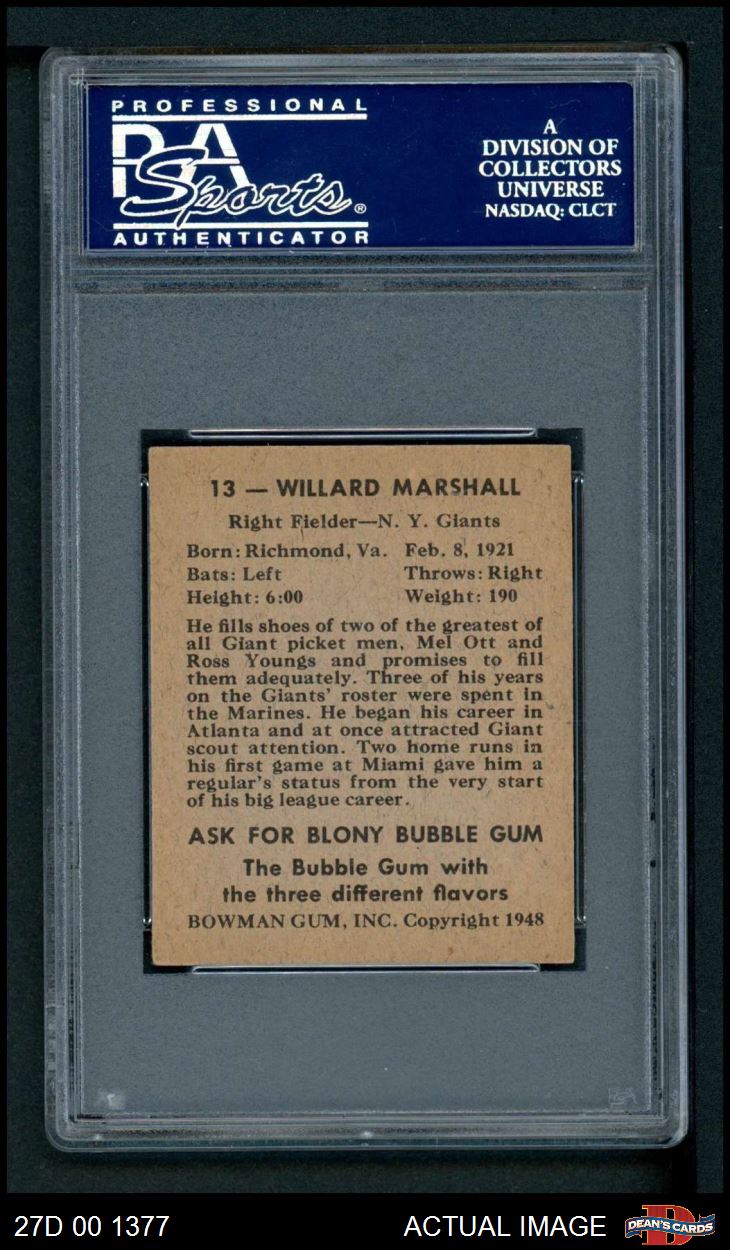 PROFESSIONAL
PSA
Sports®
AUTHENTICATOR
A
DIVISION OF
COLLECTORS
UNIVERSE
NASDAQ: CLCT
13 — WILLARD MARSHALL
Right Fielder—N. Y. Giants
Born: Richmond, Va. Feb. 8, 1921
Bats: Left Throws: Right
Height: 6:00 Weight: 190
He fills shoes of two of the greatest of
all Giant picket men, Mel Ott and
Ross Youngs and promises to fill
them adequately. Three of his years
on the Giants' roster were spent in
the Marines. He began his career in
Atlanta and at once attracted Giant
scout attention. Two home runs in
his first game at Miami gave him a
regular's status from the very start
of his big league career.
ASK FOR BLONY BUBBLE GUM
The Bubble Gum with
the three different flavors
BOWMAN GUM, INC. Copyright 1948
27D 00 1377 ACTUAL IMAGE DEAN'S CARDS